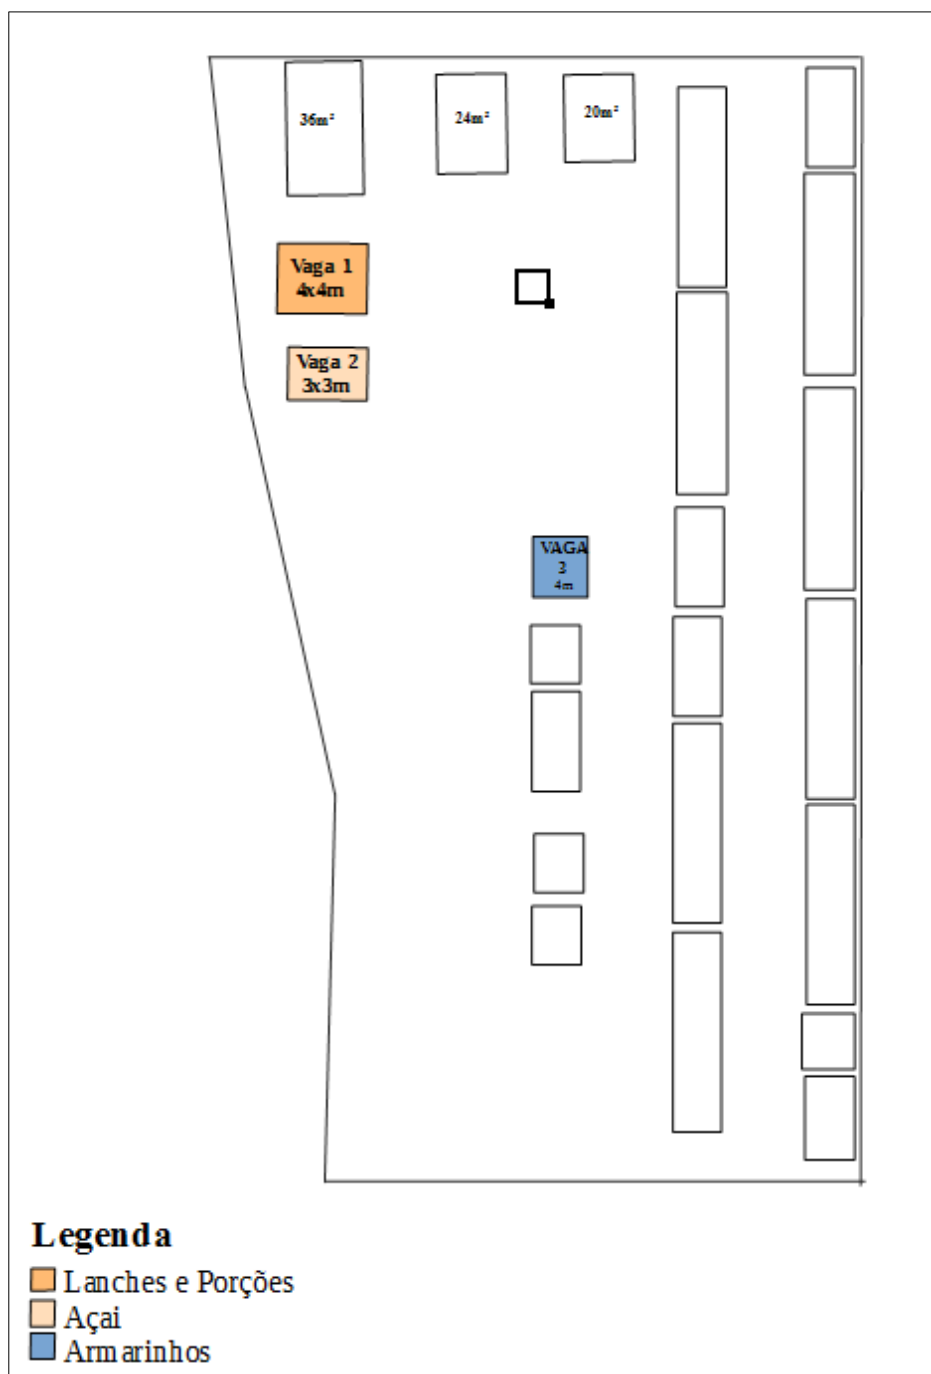 36m²
24m²
20m²
Vaga 1
4x4m
Vaga 2
3x3m
VAGA
3
4m
Legenda
Lanches e Porções
Açai
Armarinhos